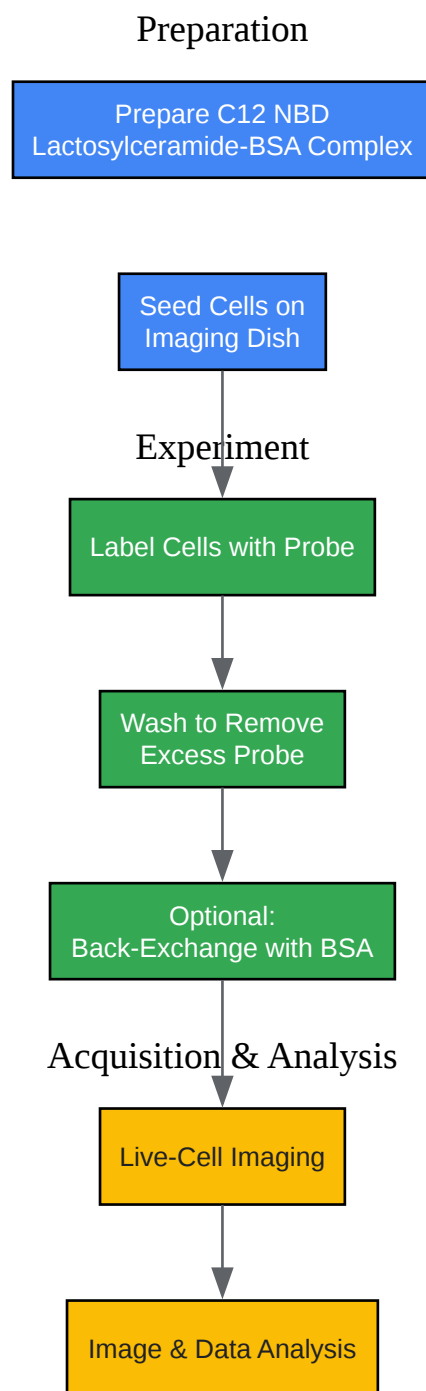 Preparation
Prepare C12 NBD
Lactosylceramide-BSA Complex
Seed Cells on
Imaging Dish
Experiment
Label Cells with Probe
Wash to Remove
Excess Probe
Optional:
Back-Exchange with BSA
Acquisition & Analysis
Live-Cell Imaging
Image & Data Analysis